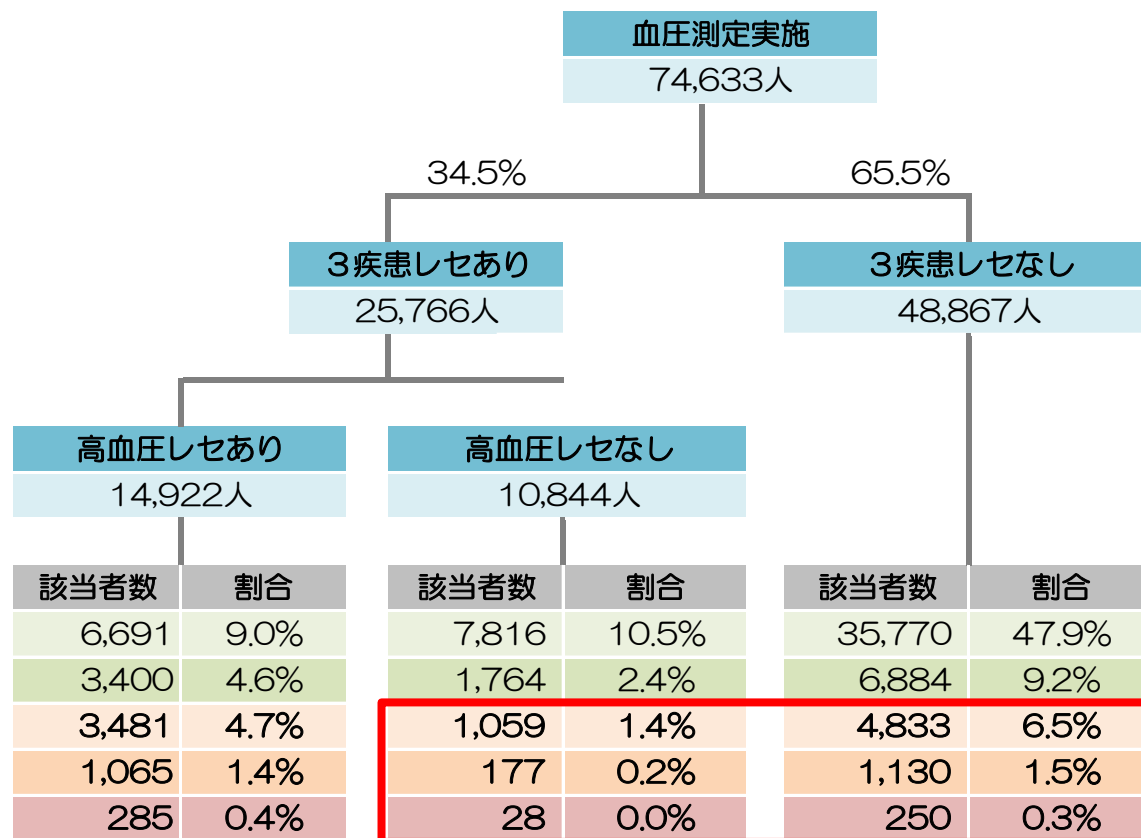 血圧測定実施
74,633人
34.5% 65.5%
3疾患レセあり 3疾患レセなし
25,766人 48,867人
高血圧レセあり 高血圧レセなし
14,922人 10,844人
該当者数 割合 該当者数 割合 該当者数 割合
6,691 9.0% 7,816 10.5% 35,770 47.9%
3,400 4.6% 1,764 2.4% 6,884 9.2%
3,481 4.7% 1,059 1.4% 4,833 6.5%
1,065 1.4% 177 0.2% 1,130 1.5%
285 0.4% 28 0.0% 250 0.3%